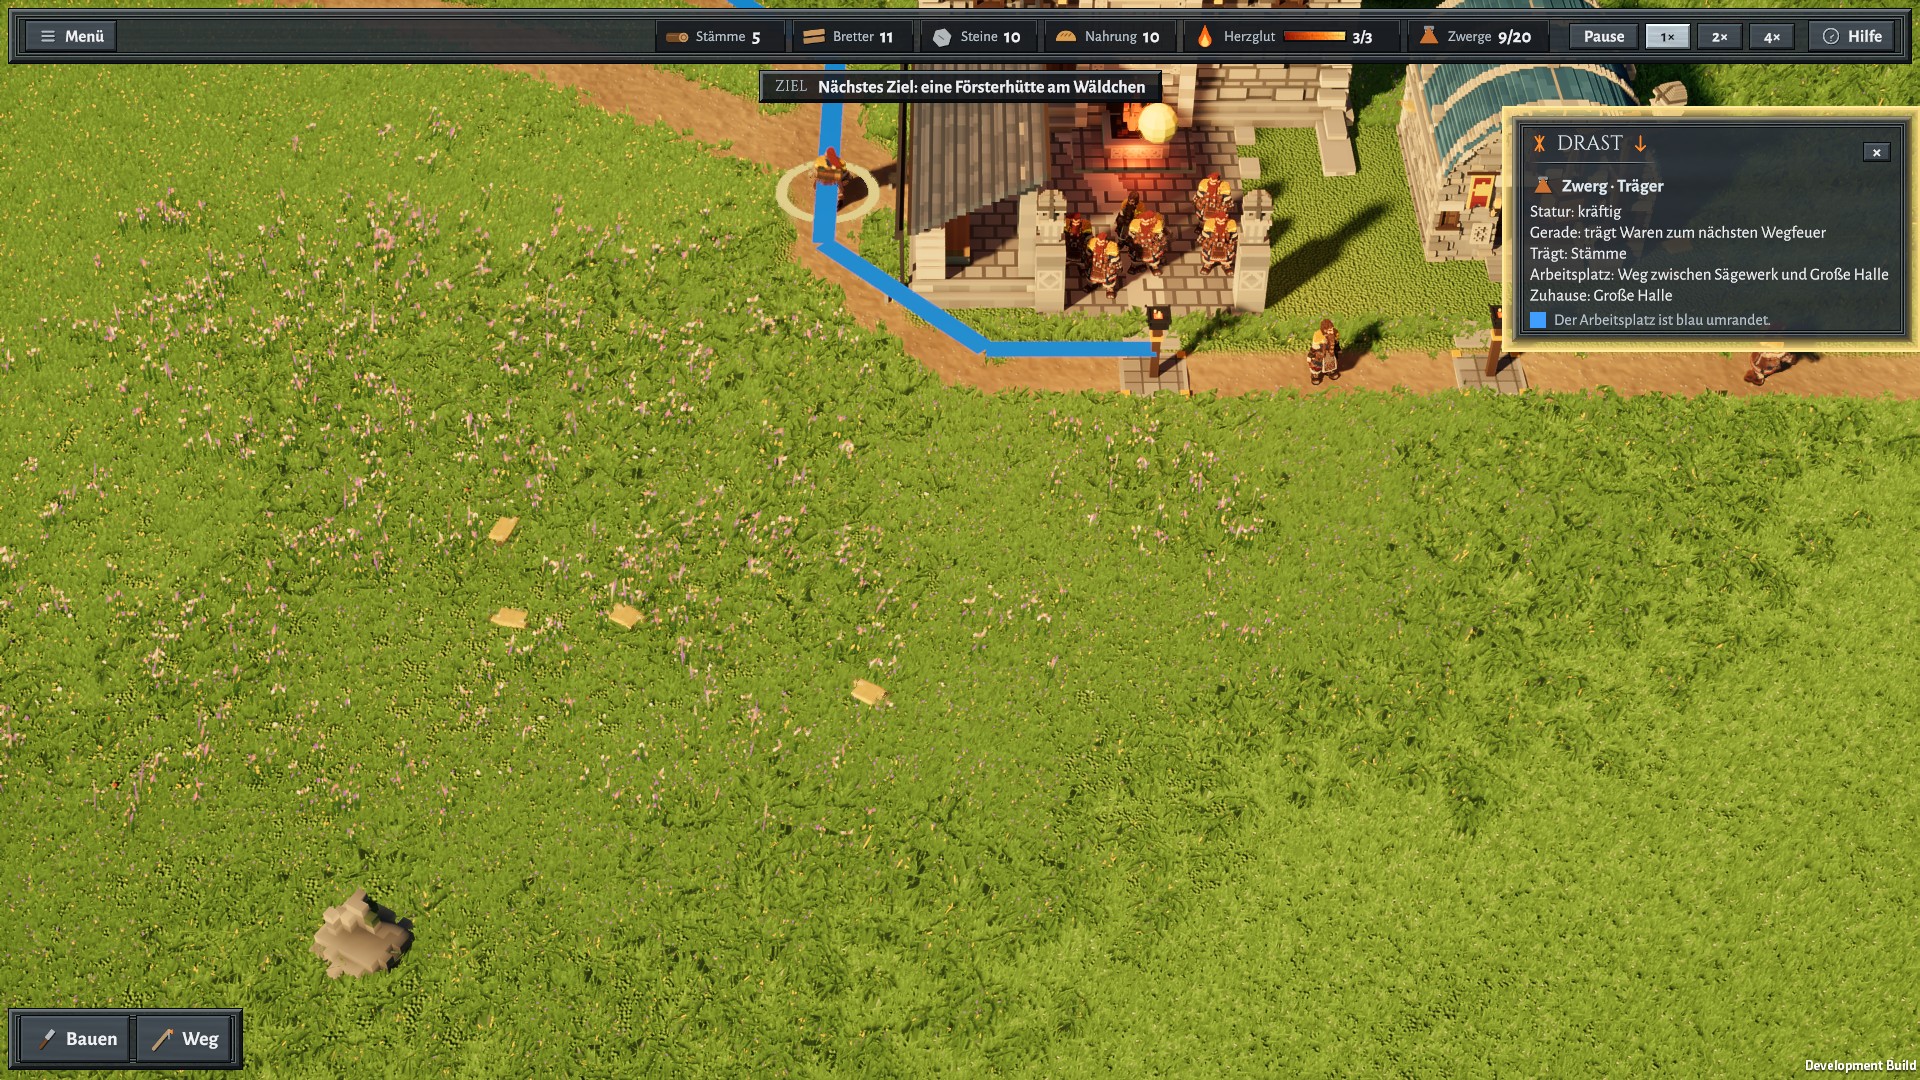 Menü
Stämme 5
Bretter 11
Steine 10
Nahrung 10
Herzglut 3/3
Zwerge 9/20
Pause
1×
2×
4×
Hilfe
ZIEL Nächstes Ziel: eine Försterhütte am Wäldchen
DRAST ↓
×
Zwerg · Träger
Statur: kräftig
Gerade: trägt Waren zum nächsten Wegfeuer
Trägt: Stämme
Arbeitsplatz: Weg zwischen Sägewerk und Große Halle
Zuhause: Große Halle
Der Arbeitsplatz ist blau umrandet.
Bauen
Weg
Development Build